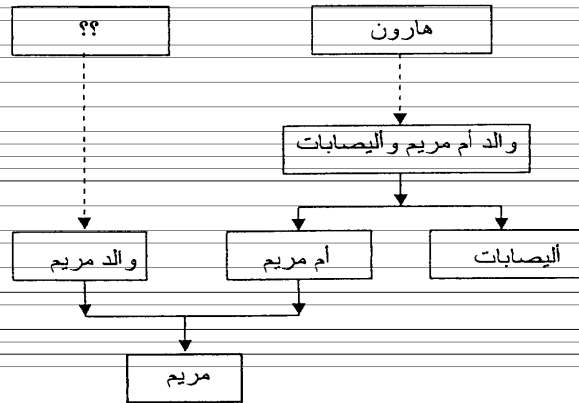 هارون
؟؟
والد أم مريم وأليصابات
أليصابات
أم مريم
والد مريم
مريم